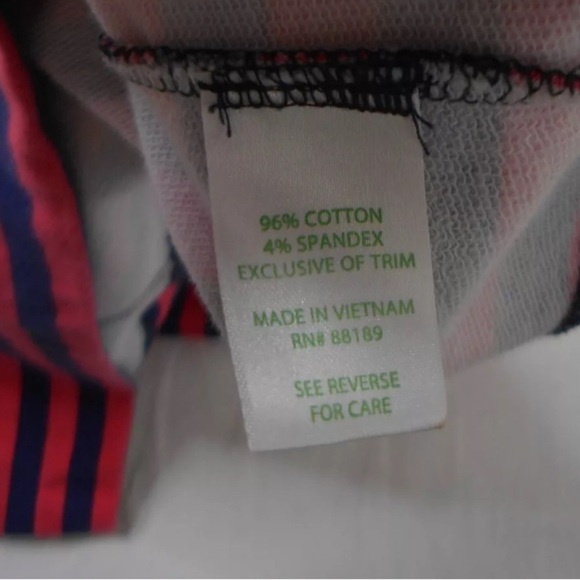 96% COTTON
4% SPANDEX
EXCLUSIVE OF TRIM
MADE IN VIETNAM
RN# 88189
SEE REVERSE
FOR CARE